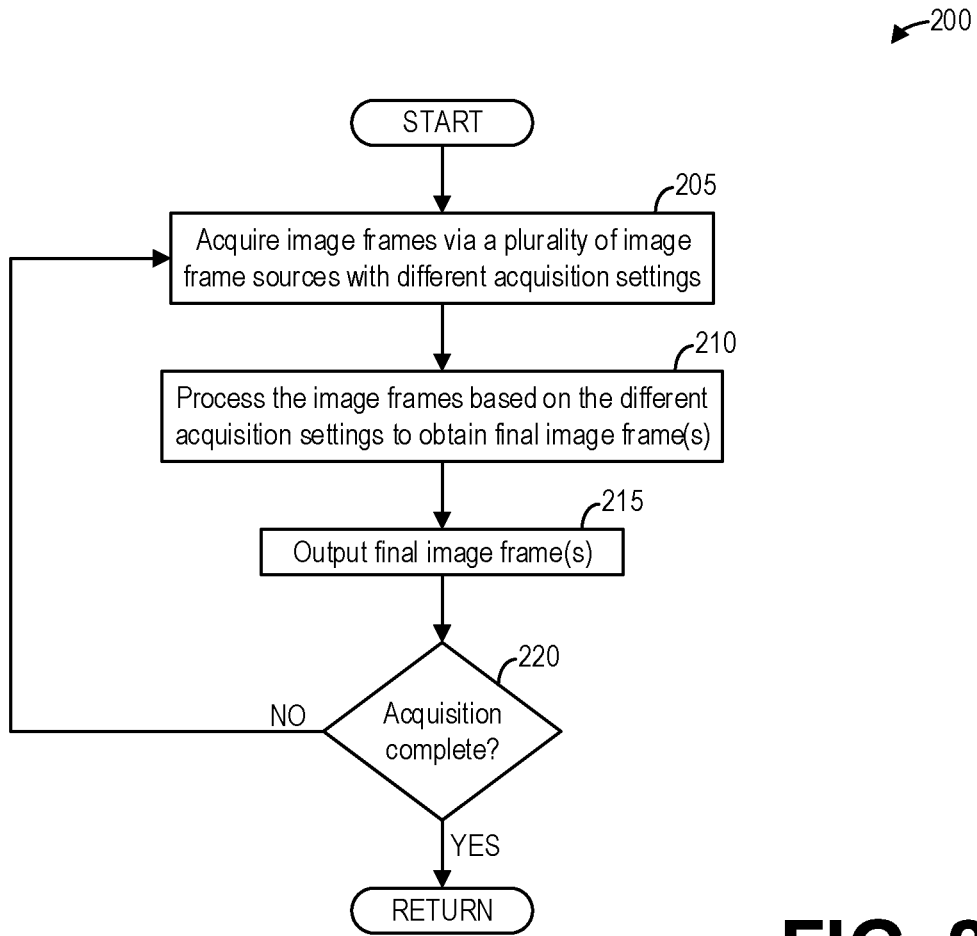 200
START
205
Acquire image frames via a plurality of image
frame sources with different acquisition settings
210
Process the image frames based on the different
acquisition settings to obtain final image frame(s)
215
Output final image frame(s)
220
Acquisition
complete?
NO
YES
RETURN
FIG.